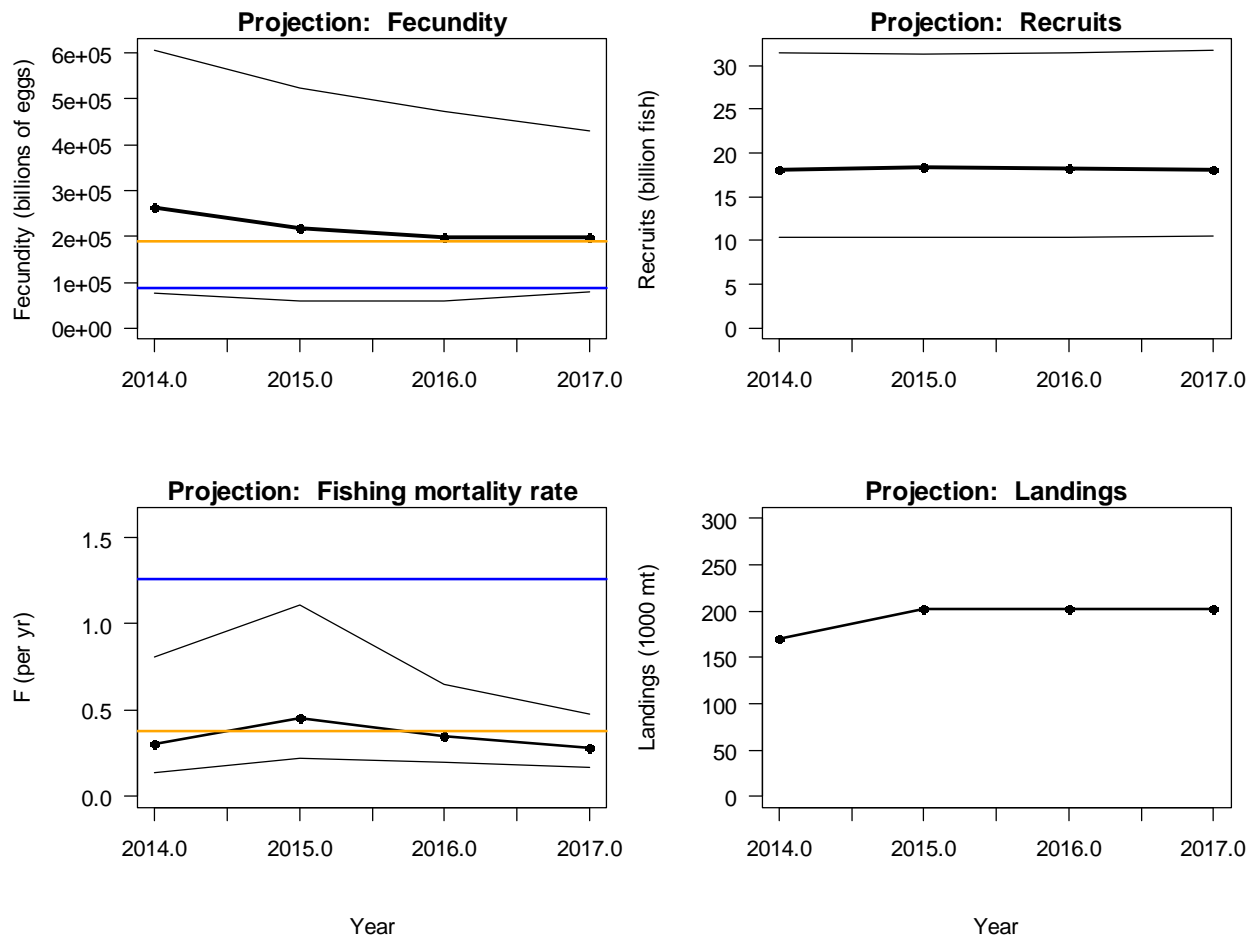 Projection:  Fecundity
Fecundity (billions of eggs)
6e+05
5e+05
4e+05
3e+05
2e+05
1e+05
0e+00
2014.0 2015.0 2016.0 2017.0
Projection:  Recruits
Recruits (billion fish)
30
25
20
15
10
5
0
2014.0 2015.0 2016.0 2017.0
Projection:  Fishing mortality rate
F (per yr)
1.5
1.0
0.5
0.0
2014.0 2015.0 2016.0 2017.0
Year
Projection:  Landings
Landings (1000 mt)
300
250
200
150
100
50
0
2014.0 2015.0 2016.0 2017.0
Year